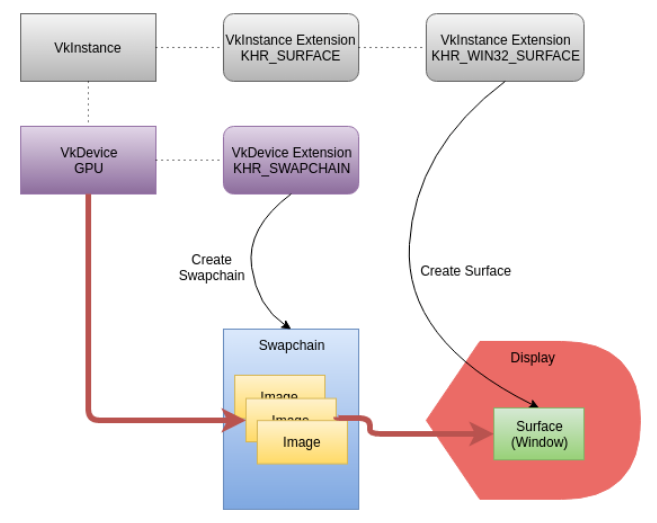 VkInstance
VkInstance Extension
KHR_SURFACE
VkInstance Extension
KHR_WIN32_SURFACE
VkDevice
GPU
VkDevice Extension
KHR_SWAPCHAIN
Create
Swapchain
Create Surface
Swapchain
Image
Image
Image
Display
Surface
(Window)